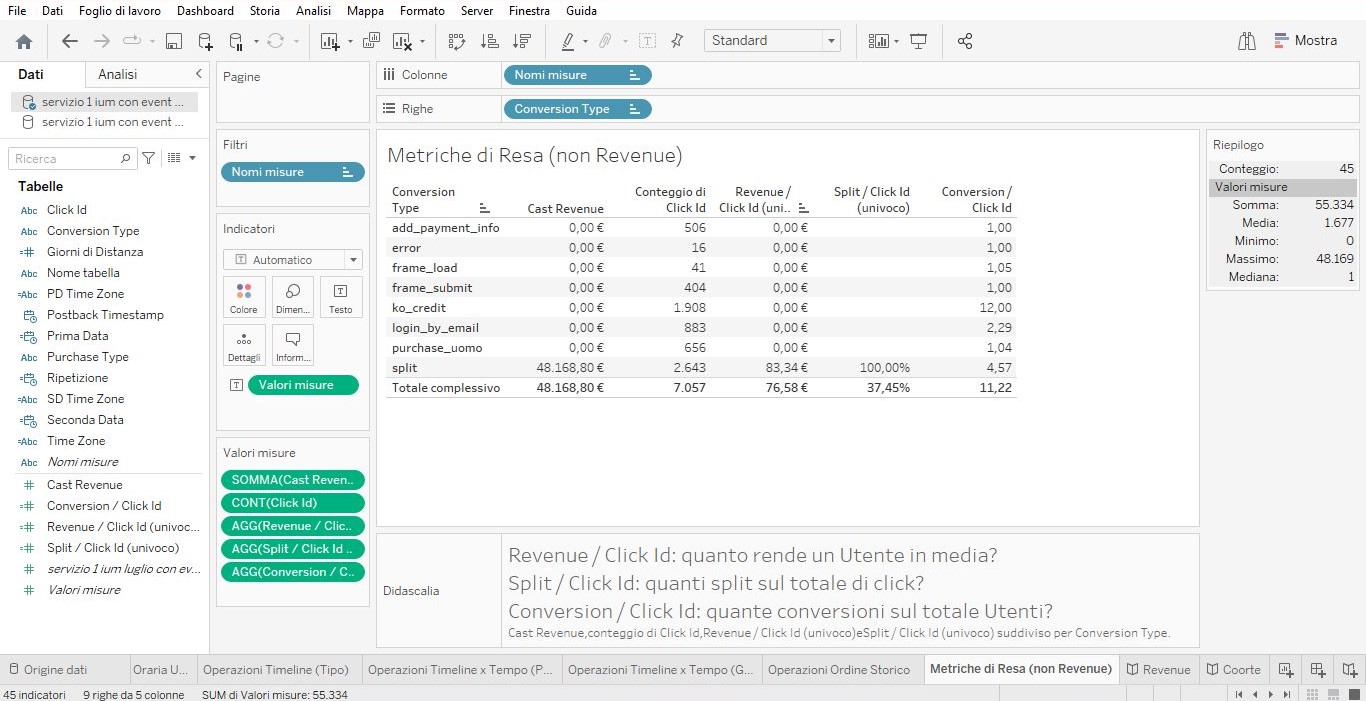 File Dati Foglio di lavoro Dashboard Storia Analisi Mappa Formato Server Finestra Guida
Standard
Mostra
Dati Analisi
servizio 1 ium con event ...
servizio 1 ium con event ...
Ricerca
Tabelle
Abc Click Id
Abc Conversion Type
=# Giorni di Distanza
Abc Nome tabella
=Abc PD Time Zone
Postback Timestamp
Prima Data
Abc Purchase Type
Ripetizione
=Abc SD Time Zone
Seconda Data
=Abc Time Zone
Abc Nomi misure
# Cast Revenue
=# Conversion / Click Id
=# Revenue / Click Id (univoc...
=# Split / Click Id (univoco)
# servizio 1 ium luglio con ev...
# Valori misure
Pagine
Filtri
Nomi misure
Indicatori
T Automatico
Colore Dimen... Testo
Dettagli Inform...
T Valori misure
Valori misure
SOMMA(Cast Reven..
CONT(Click Id)
AGG(Revenue / Clic..
AGG(Split / Click Id ..
AGG(Conversion / C..
Colonne Nomi misure
Righe Conversion Type
Metriche di Resa (non Revenue)
Conversion Conteggio di Revenue / Split / Click Id Conversion /
Type Cast Revenue Click Id Click Id (uni.. (univoco) Click Id
add_payment_info 0,00 € 506 0,00 € 1,00
error 0,00 € 16 0,00 € 1,00
frame_load 0,00 € 41 0,00 € 1,05
frame_submit 0,00 € 404 0,00 € 1,00
ko_credit 0,00 € 1.908 0,00 € 12,00
login_by_email 0,00 € 883 0,00 € 2,29
purchase_uomo 0,00 € 656 0,00 € 1,04
split 48.168,80 € 2.643 83,34 € 100,00% 4,57
Totale complessivo 48.168,80 € 7.057 76,58 € 37,45% 11,22
Riepilogo
Conteggio: 45
Valori misure
Somma: 55.334
Media: 1.677
Minimo: 0
Massimo: 48.169
Mediana: 1
Didascalia
Revenue / Click Id: quanto rende un Utente in media?
Split / Click Id: quanti split sul totale di click?
Conversion / Click Id: quante conversioni sul totale Utenti?
Cast Revenue,conteggio di Click Id,Revenue / Click Id (univoco)eSplit / Click Id (univoco) suddiviso per Conversion Type.
Origine dati Oraria U... Operazioni Timeline (Tipo) Operazioni Timeline x Tempo (P... Operazioni Timeline x Tempo (G... Operazioni Ordine Storico Metriche di Resa (non Revenue) Revenue Coorte
45 indicatori 9 righe da 5 colonne SUM di Valori misure: 55.334